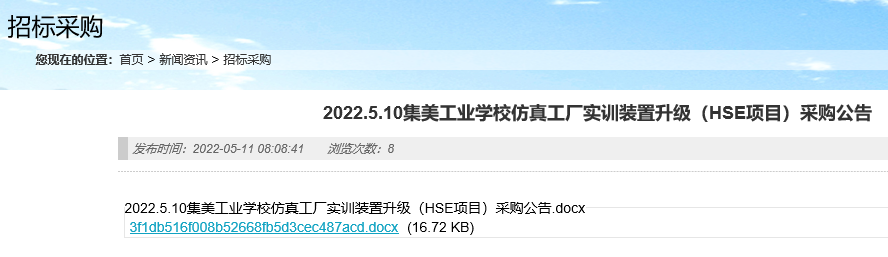 招标采购
您现在的位置：首页 > 新闻资讯 > 招标采购
2022.5.10集美工业学校仿真工厂实训装置升级（HSE项目）采购公告
发布时间：2022-05-11 08:08:41 浏览次数：8
2022.5.10集美工业学校仿真工厂实训装置升级（HSE项目）采购公告.docx
3f1db516f008b52668fb5d3cec487acd.docx (16.72 KB)